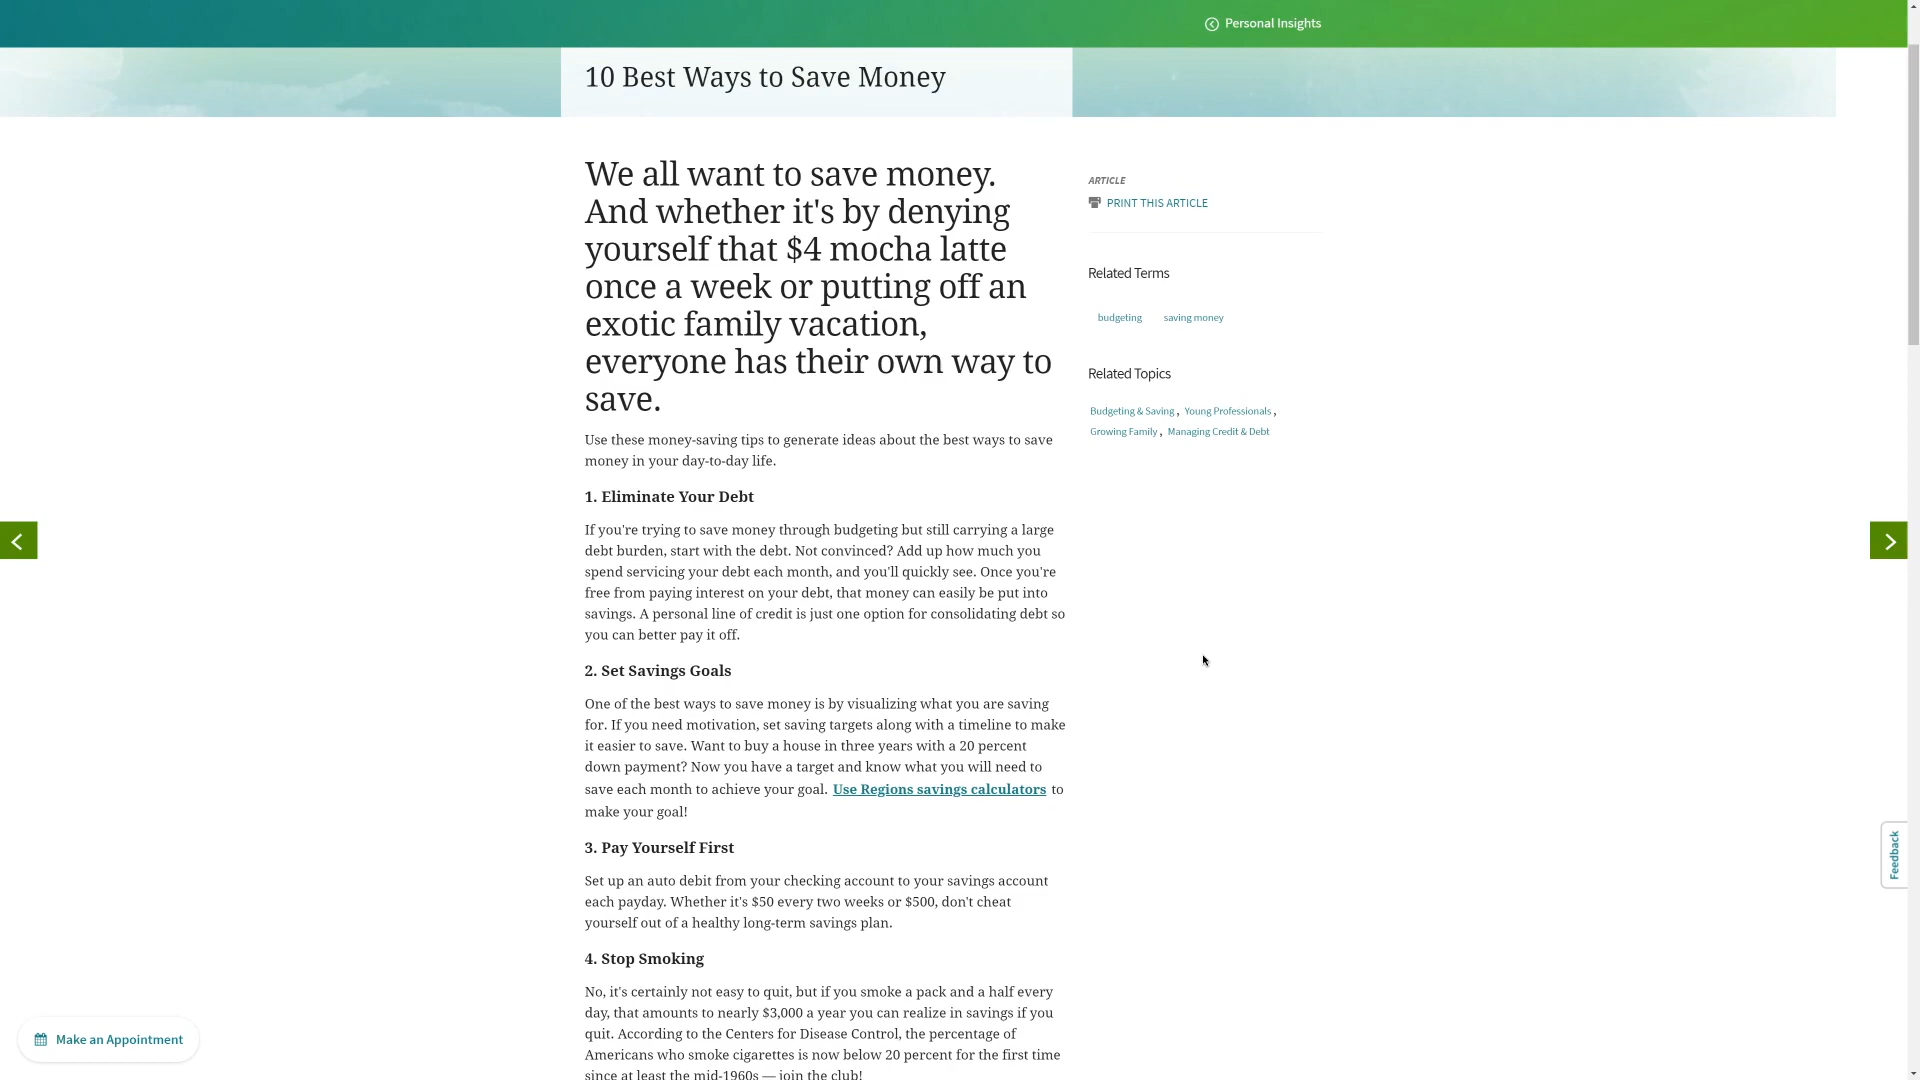 Personal Insights
10 Best Ways to Save Money
We all want to save money.
And whether it's by denying
yourself that $4 mocha latte
once a week or putting off an
exotic family vacation,
everyone has their own way to
save.
ARTICLE
PRINT THIS ARTICLE
Related Terms
budgeting saving money
Related Topics
Budgeting & Saving , Young Professionals ,
Growing Family , Managing Credit & Debt
Use these money-saving tips to generate ideas about the best ways to save
money in your day-to-day life.
1. Eliminate Your Debt
If you're trying to save money through budgeting but still carrying a large
debt burden, start with the debt. Not convinced? Add up how much you
spend servicing your debt each month, and you'll quickly see. Once you're
free from paying interest on your debt, that money can easily be put into
savings. A personal line of credit is just one option for consolidating debt so
you can better pay it off.
2. Set Savings Goals
One of the best ways to save money is by visualizing what you are saving
for. If you need motivation, set saving targets along with a timeline to make
it easier to save. Want to buy a house in three years with a 20 percent
down payment? Now you have a target and know what you will need to
save each month to achieve your goal. Use Regions savings calculators to
make your goal!
3. Pay Yourself First
Set up an auto debit from your checking account to your savings account
each payday. Whether it's $50 every two weeks or $500, don't cheat
yourself out of a healthy long-term savings plan.
4. Stop Smoking
No, it's certainly not easy to quit, but if you smoke a pack and a half every
day, that amounts to nearly $3,000 a year you can realize in savings if you
quit. According to the Centers for Disease Control, the percentage of
Americans who smoke cigarettes is now below 20 percent for the first time
since at least the mid-1960s — join the club!
Feedback
Make an Appointment